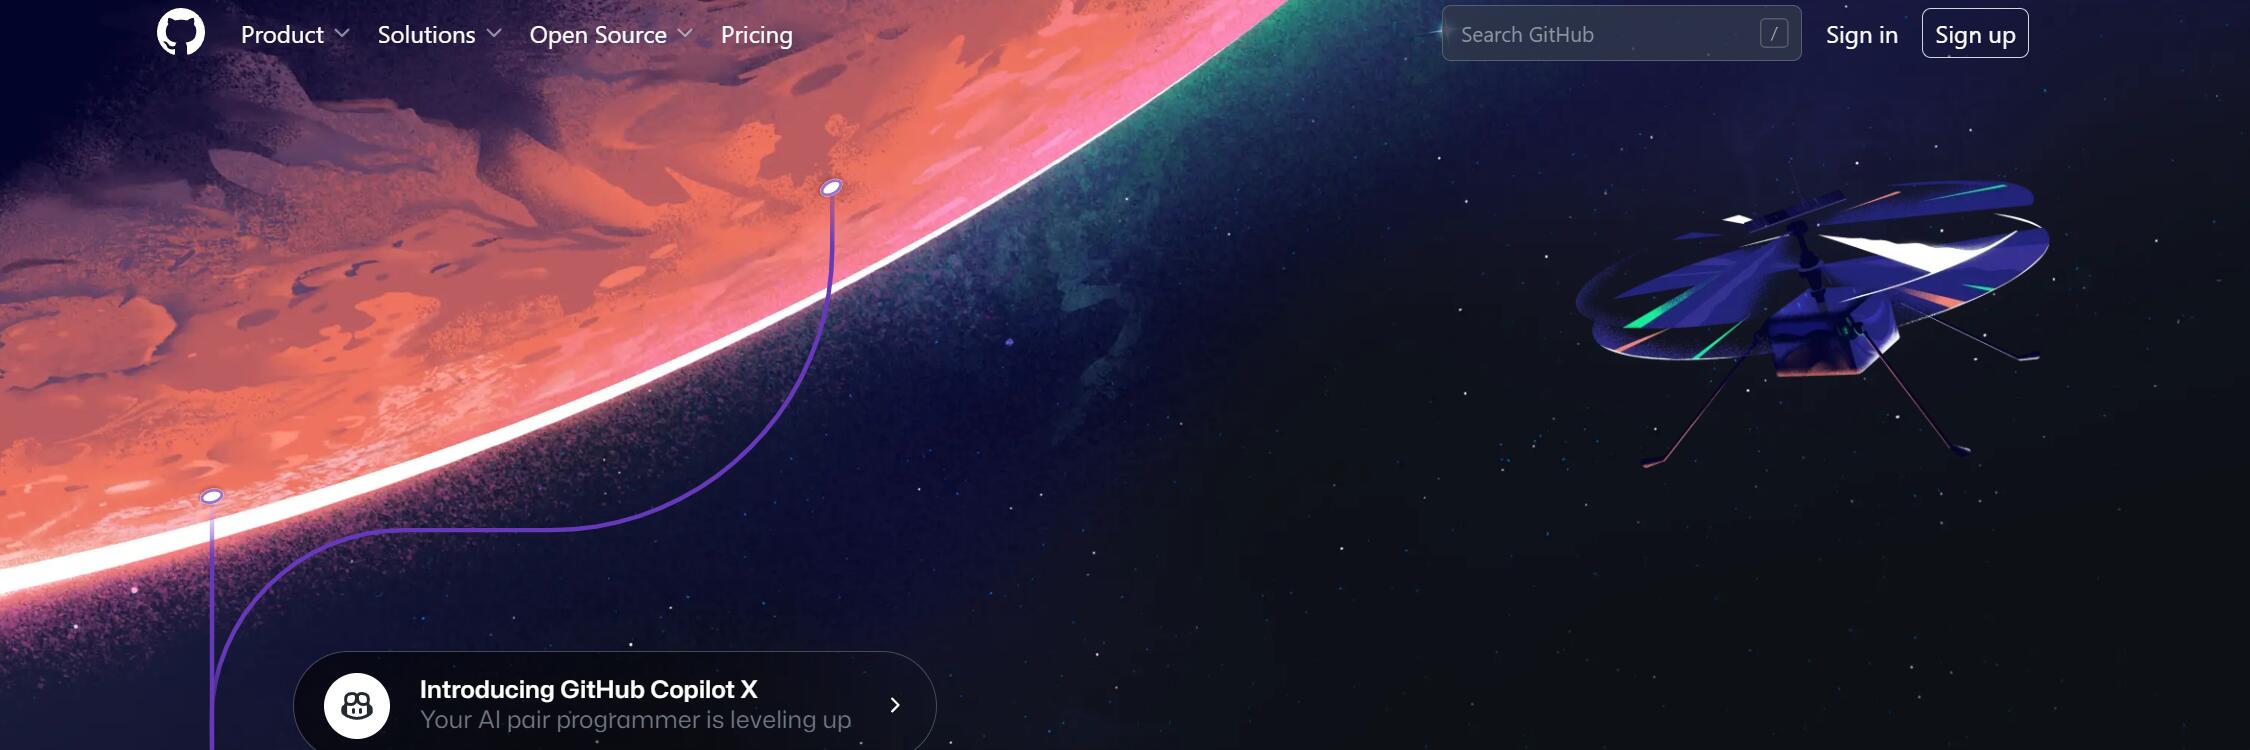 Product Solutions Open Source Pricing Search GitHub / Sign in Sign up
Introducing GitHub Copilot X
Your AI pair programmer is leveling up